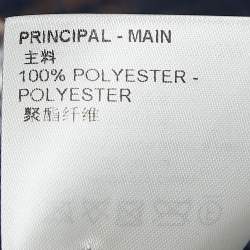 PRINCIPAL - MAIN
主料
100% POLYESTER -
POLYESTER
聚酯纤维